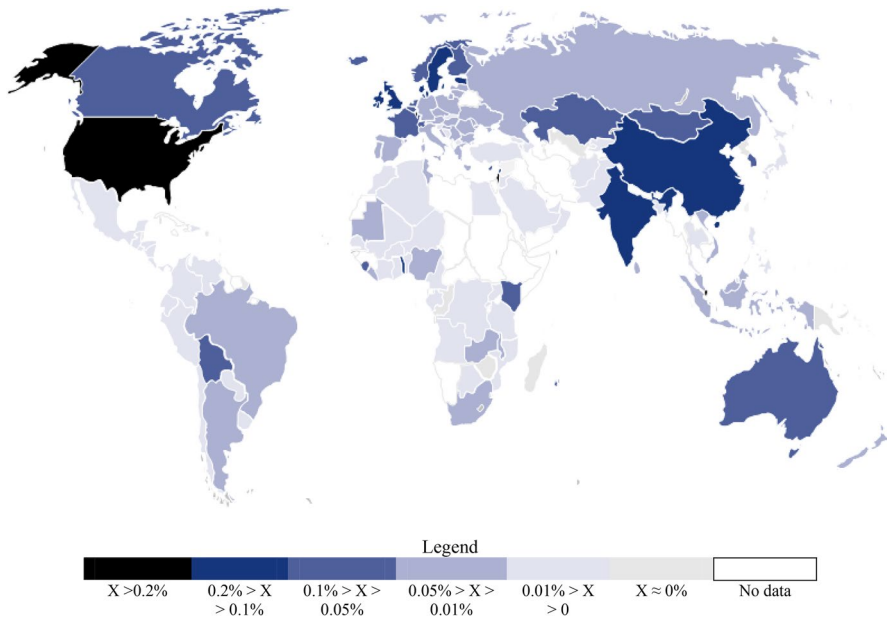 Legend
X >0.2%
0.2% > X
> 0.1%
0.1% > X >
0.05%
0.05% > X >
0.01%
0.01% > X
> 0
X ≈ 0%
No data